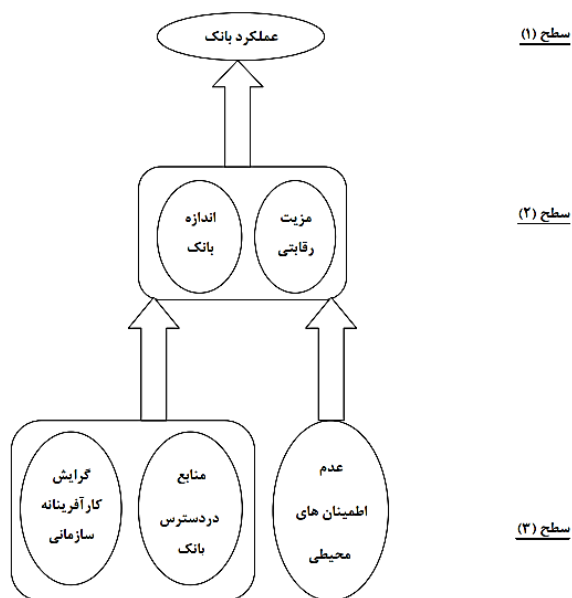 سطح (۱)
عملکرد بانک
سطح (۲)
مزیت
رقابتی
اندازه
بانک
سطح (۳)
عدم
اطمینان های
محیطی
منابع
دردسترس
بانک
گرایش
کارآفرینانه
سازمانی